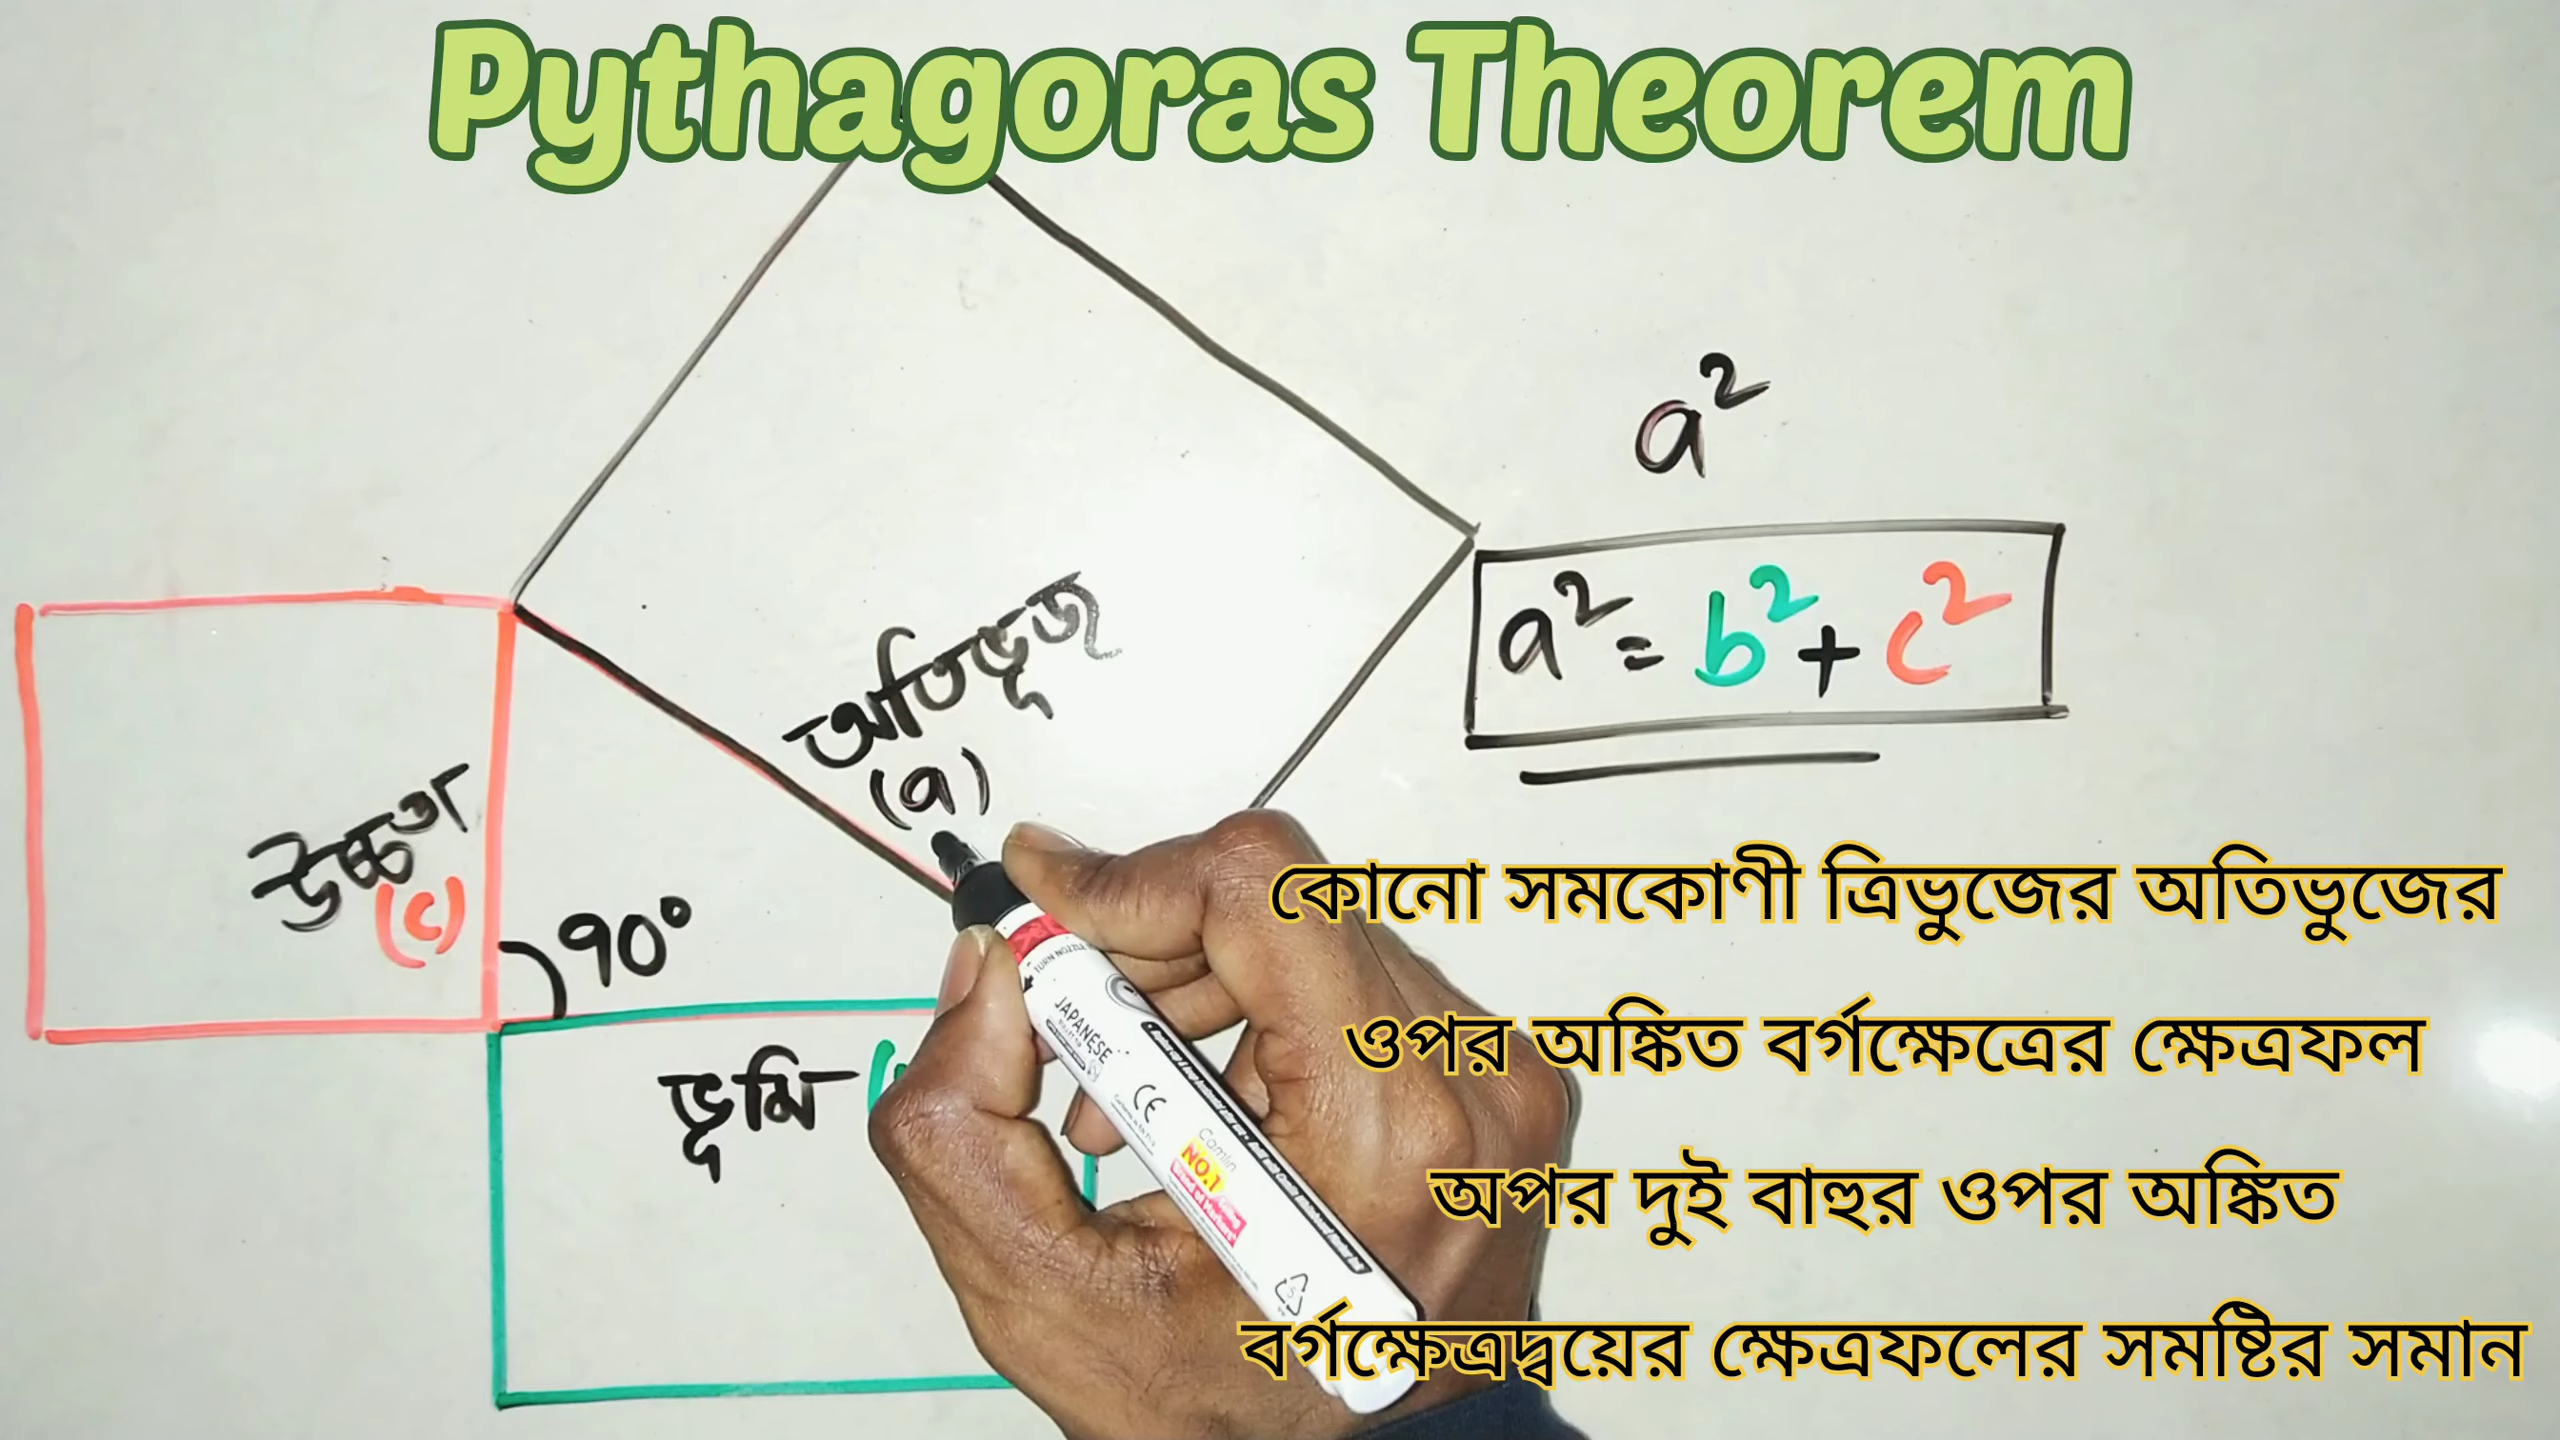 Pythagoras Theorem
a²
a² = b² + c²
অতিভূজ
(a)
উচ্চতা
(c)
90°
ভূমি
কোনো সমকোণী ত্রিভুজের অতিভুজের
ওপর অঙ্কিত বর্গক্ষেত্রের ক্ষেত্রফল
অপর দুই বাহুর ওপর অঙ্কিত
বর্গক্ষেত্রদ্বয়ের ক্ষেত্রফলের সমষ্টির সমান
JAPANESE
CE
Camlin
NO.1